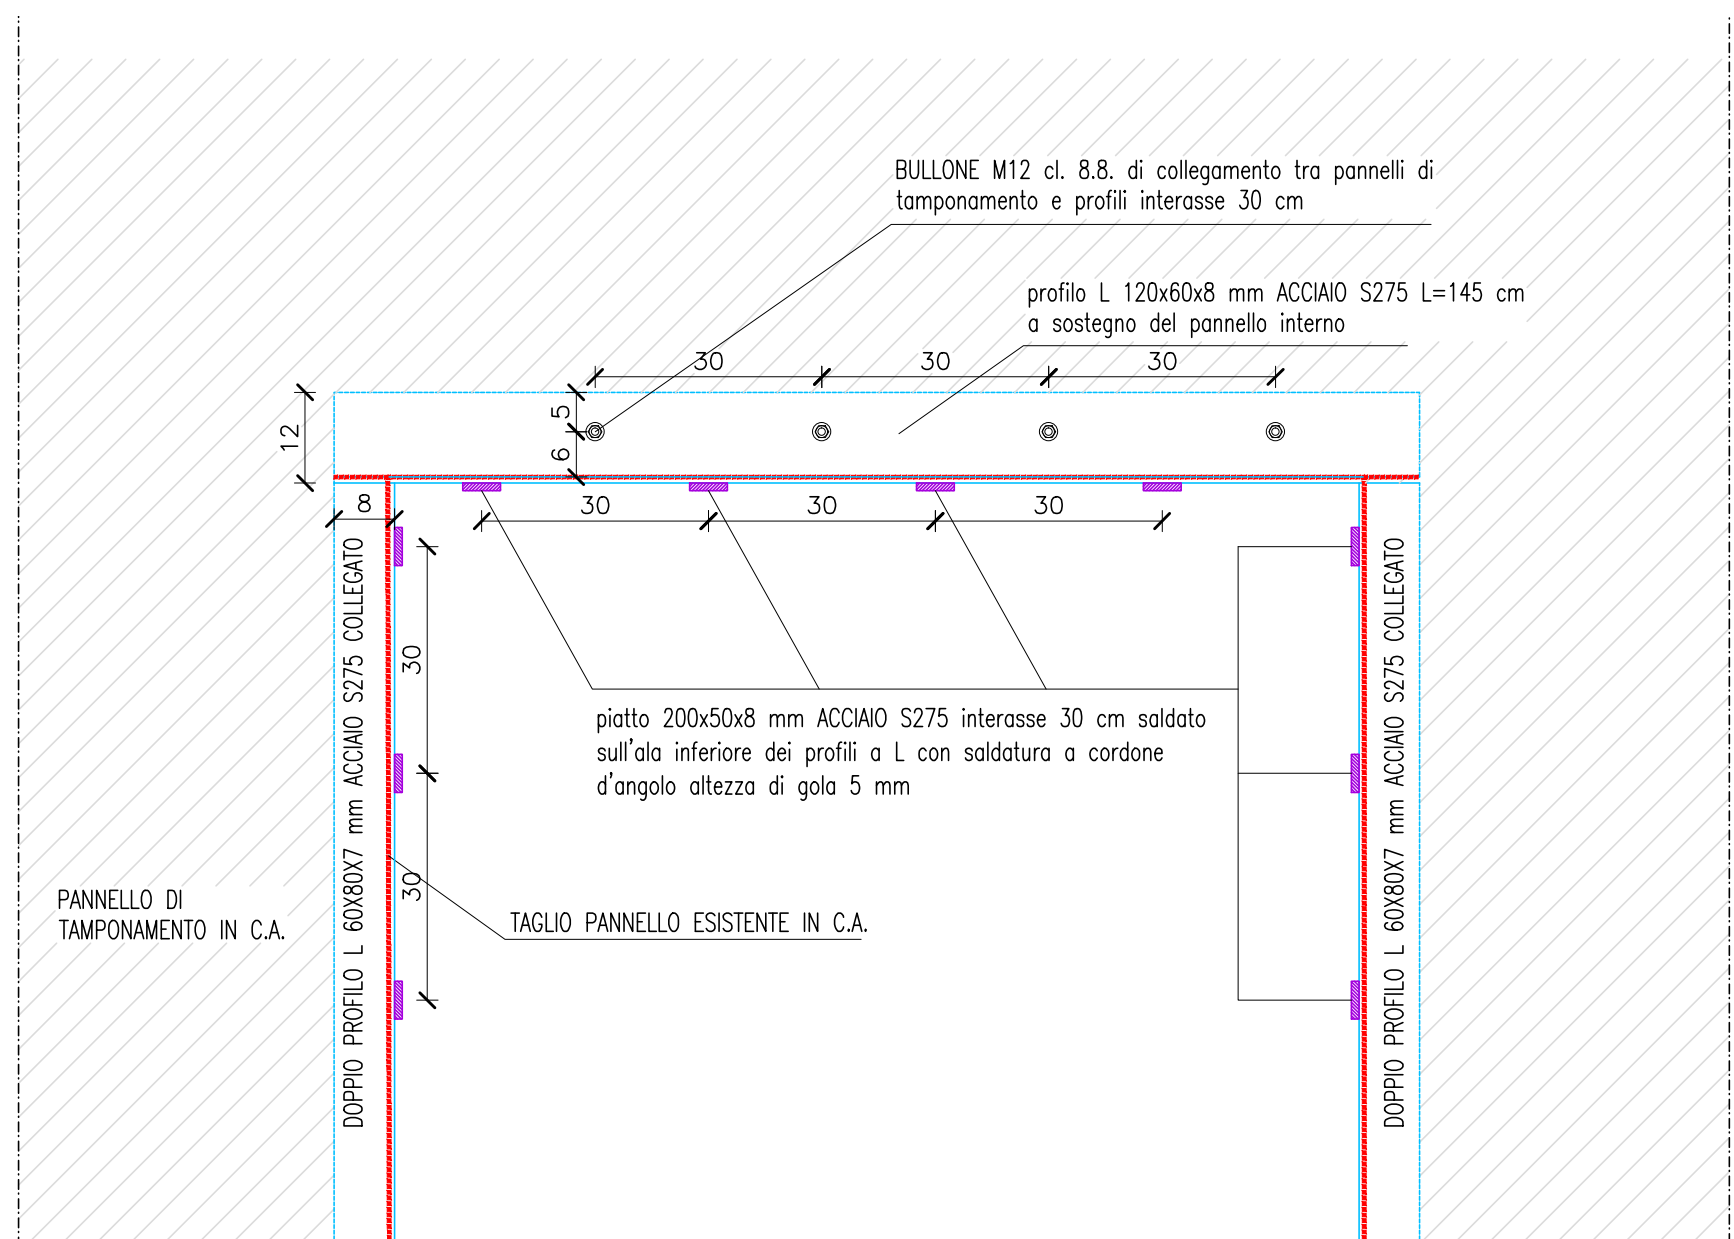 BULLONE M12 cl. 8.8. di collegamento tra pannelli di
tamponamento e profili interasse 30 cm
profilo L 120x60x8 mm ACCIAIO S275 L=145 cm
a sostegno del pannello interno
30
30
30
12
5
6
8
30
30
30
DOPPIO PROFILO L 60X80X7 mm ACCIAIO S275 COLLEGATO
30
30
DOPPIO PROFILO L 60X80X7 mm ACCIAIO S275 COLLEGATO
piatto 200x50x8 mm ACCIAIO S275 interasse 30 cm saldato
sull'ala inferiore dei profili a L con saldatura a cordone
d'angolo altezza di gola 5 mm
PANNELLO DI
TAMPONAMENTO IN C.A.
TAGLIO PANNELLO ESISTENTE IN C.A.